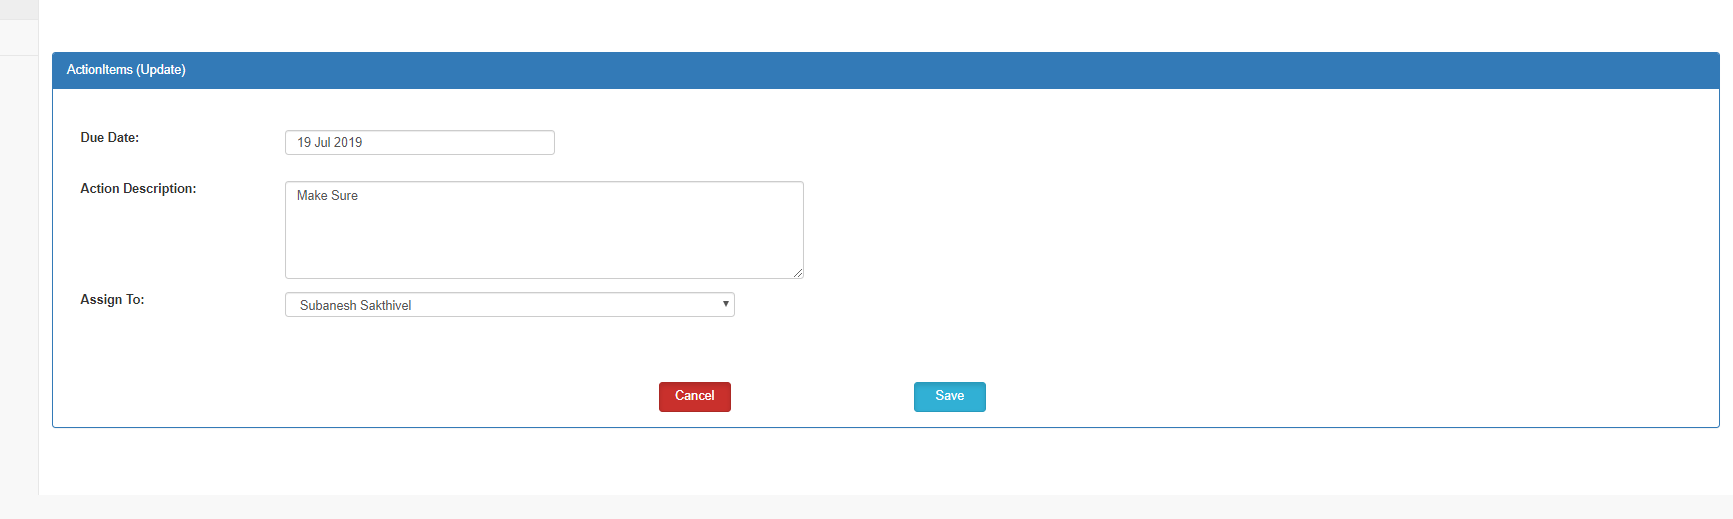 ActionItems (Update)
Due Date:
19 Jul 2019
Action Description:
Make Sure
Assign To:
Subanesh Sakthivel
Cancel
Save